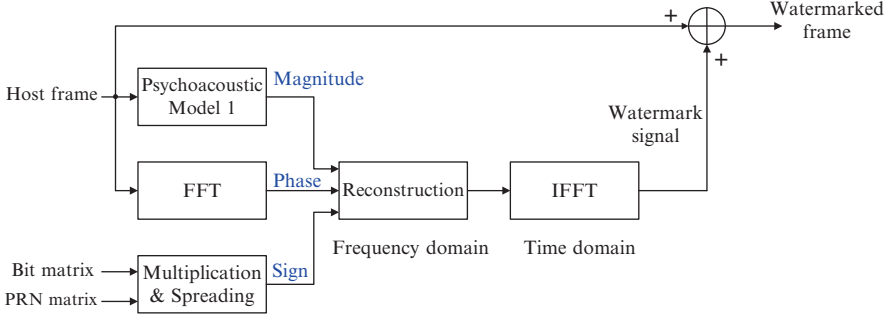 Watermarked
frame
+
+
Host frame
Psychoacoustic
Model 1
Magnitude
Watermark
signal
FFT
Phase
Reconstruction
IFFT
Frequency domain
Time domain
Bit matrix
PRN matrix
Multiplication
& Spreading
Sign